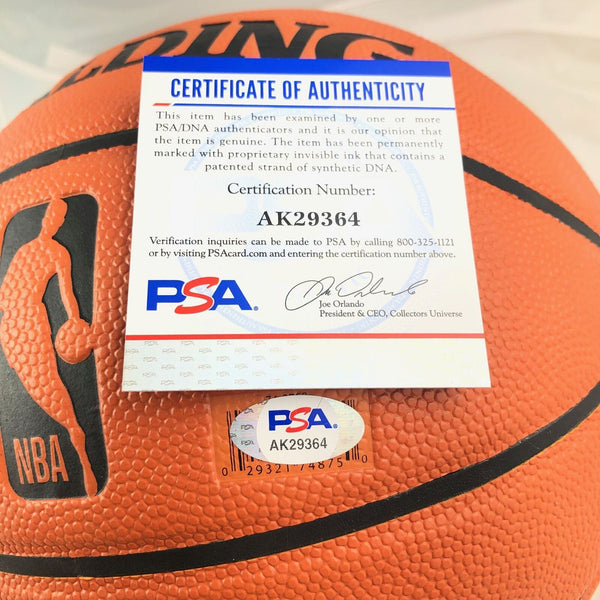 CERTIFICATE OF AUTHENTICITY
This item has been examined by one or more
PSA/DNA authenticators and it is our opinion that
the item is genuine. The item has been permanently
marked with proprietary invisible ink that contains a
patented strand of synthetic DNA.
Certification Number:
AK29364
Verification inquiries can be made to PSA by calling 800-325-1121
or by visiting PSAcard.com and entering the certification number above.
PSA.
Joe Orlando
President & CEO, Collectors Universe
NBA
PSA
AK29364
0 29321 74875 0